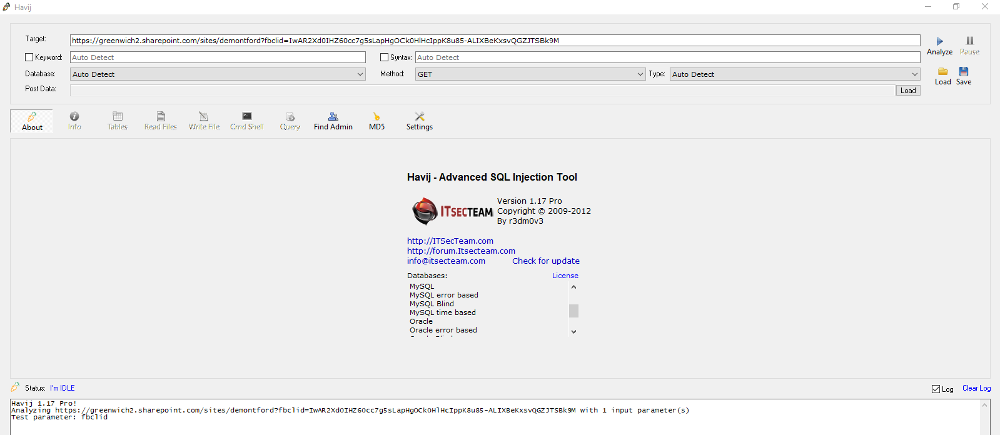 Havij
Target: https://greenwich2.sharepoint.com/sites/demontford?fbclid=IwAR2Xd0IHZ60cc7g5sLapHgOCk0HlHcIppK8u85-ALIXBeKxsvQGZJTSBk9M
Analyze Pause
Keyword: Auto Detect Syntax: Auto Detect
Database: Auto Detect Method: GET Type: Auto Detect
Load Save
Post Data: Load
About Info Tables Read Files Write File Cmd Shell Query Find Admin MD5 Settings
Havij - Advanced SQL Injection Tool
ITSECTEAM
Version 1.17 Pro
Copyright © 2009-2012
By r3dm0v3
http://ITSecTeam.com
http://forum.Itsecteam.com
info@itsecteam.com Check for update
Databases: License
MySQL
MySQL error based
MySQL Blind
MySQL time based
Oracle
Oracle error based
Status: I'm IDLE Log Clear Log
Havij 1.17 Pro!
Analyzing https://greenwich2.sharepoint.com/sites/demontford?fbclid=IwAR2Xd0IHZ60cc7g5sLapHgOCk0HlHcIppK8u85-ALIXBeKxsvQGZJTSBk9M with 1 input parameter(s)
Test parameter: fbclid